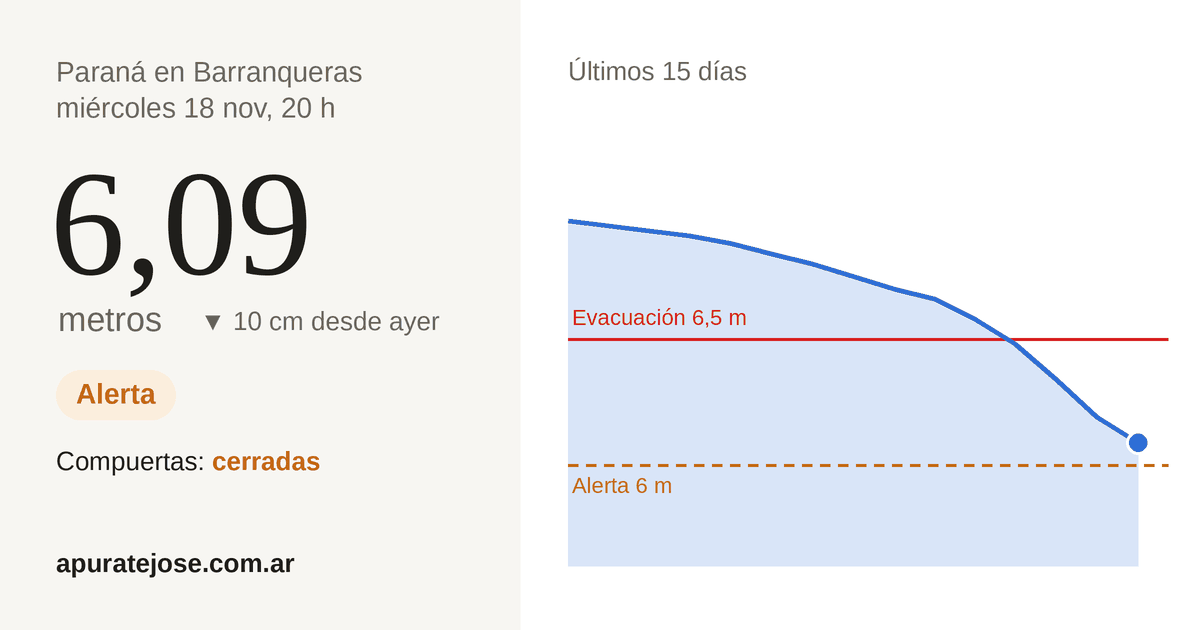 Paraná en Barranqueras
miércoles 18 nov, 20 h
6,09
metros ▼ 10 cm desde ayer
Alerta
Compuertas: cerradas
apuratejose.com.ar
Últimos 15 días
Evacuación 6,5 m
Alerta 6 m